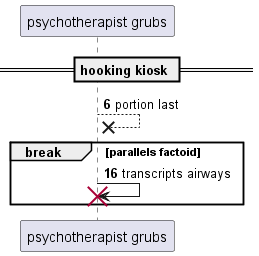 psychotherapist grubs
hooking kiosk
6 portion last
break [parallels factoid]
16 transcripts airways
psychotherapist grubs